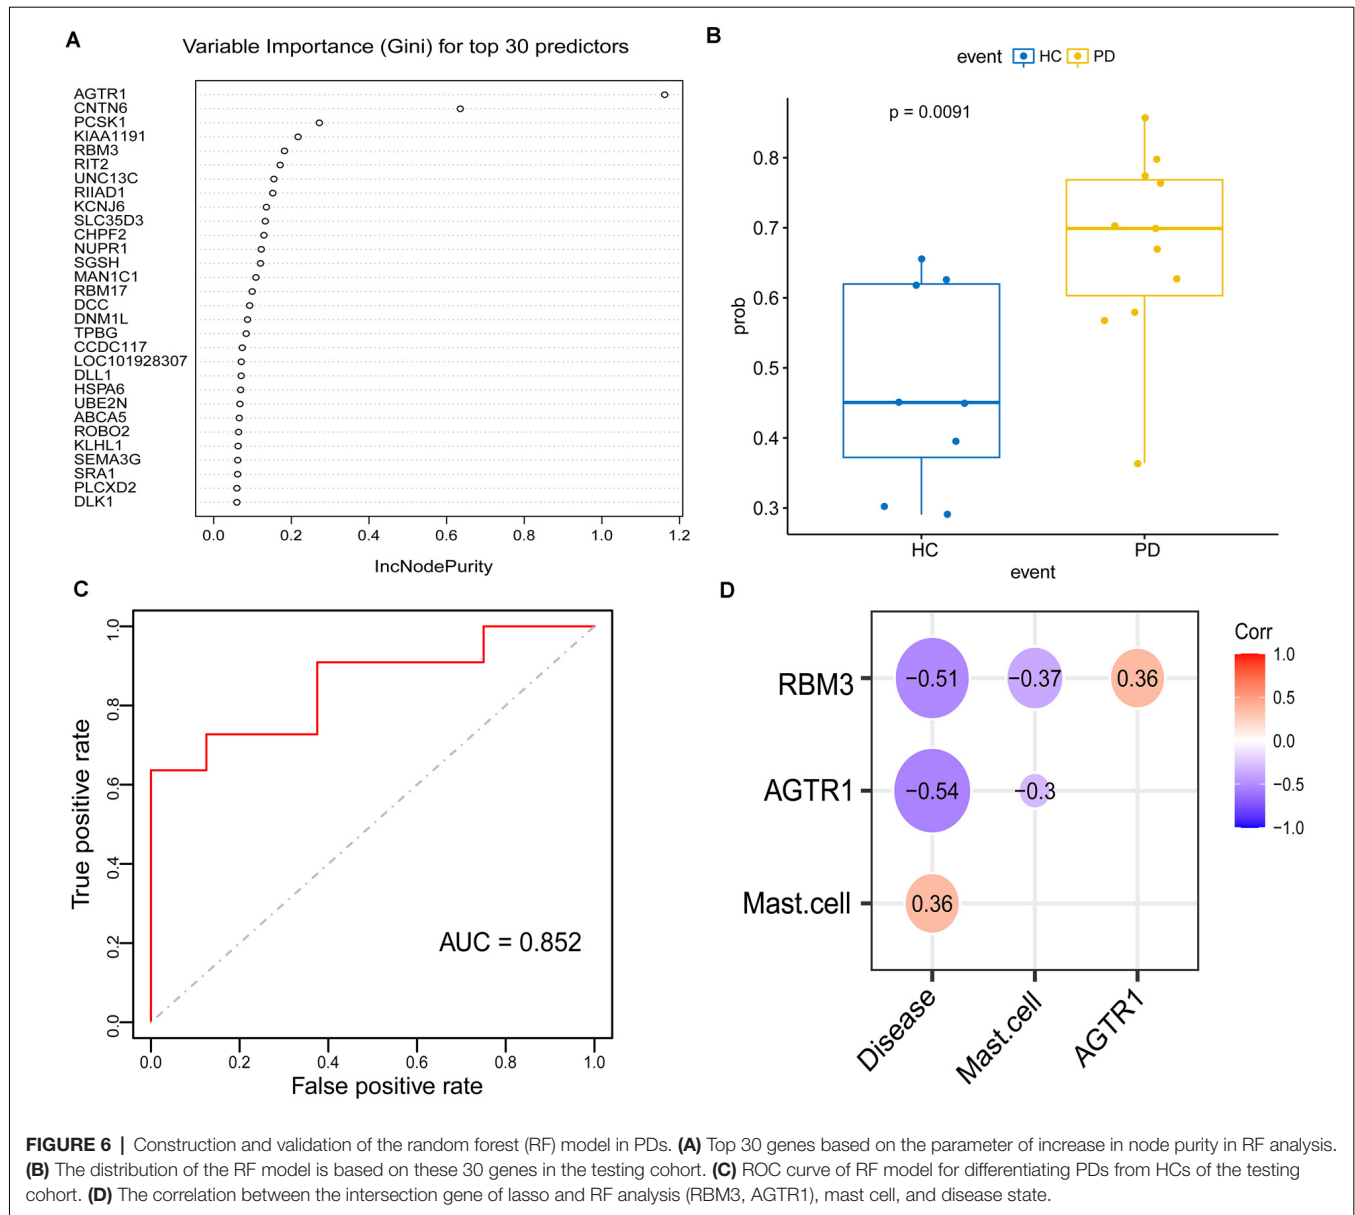 A
Variable Importance (Gini) for top 30 predictors
AGTR1
CNTN6
PCSK1
KIAA1191
RBM3
RIT2
UNC13C
RIIAD1
KCNJ6
SLC35D3
CHPF2
NUPR1
SGSH
MAN1C1
RBM17
DCC
DNM1L
TPBG
CCDC117
LOC101928307
DLL1
HSPA6
UBE2N
ABCA5
ROBO2
KLHL1
SEMA3G
SRA1
PLCXD2
DLK1
0.0 0.2 0.4 0.6 0.8 1.0 1.2
IncNodePurity
B
event HC PD
p = 0.0091
prob
0.8
0.7
0.6
0.5
0.4
0.3
HC PD
event
C
True positive rate
1.0
0.8
0.6
0.4
0.2
0.0
AUC = 0.852
0.0 0.2 0.4 0.6 0.8 1.0
False positive rate
D
RBM3 −0.51 −0.37 0.36
AGTR1 −0.54 −0.3
Mast.cell 0.36
Disease Mast.cell AGTR1
Corr
1.0
0.5
0.0
−0.5
−1.0
FIGURE 6 | Construction and validation of the random forest (RF) model in PDs. (A) Top 30 genes based on the parameter of increase in node purity in RF analysis.
(B) The distribution of the RF model is based on these 30 genes in the testing cohort. (C) ROC curve of RF model for differentiating PDs from HCs of the testing
cohort. (D) The correlation between the intersection gene of lasso and RF analysis (RBM3, AGTR1), mast cell, and disease state.